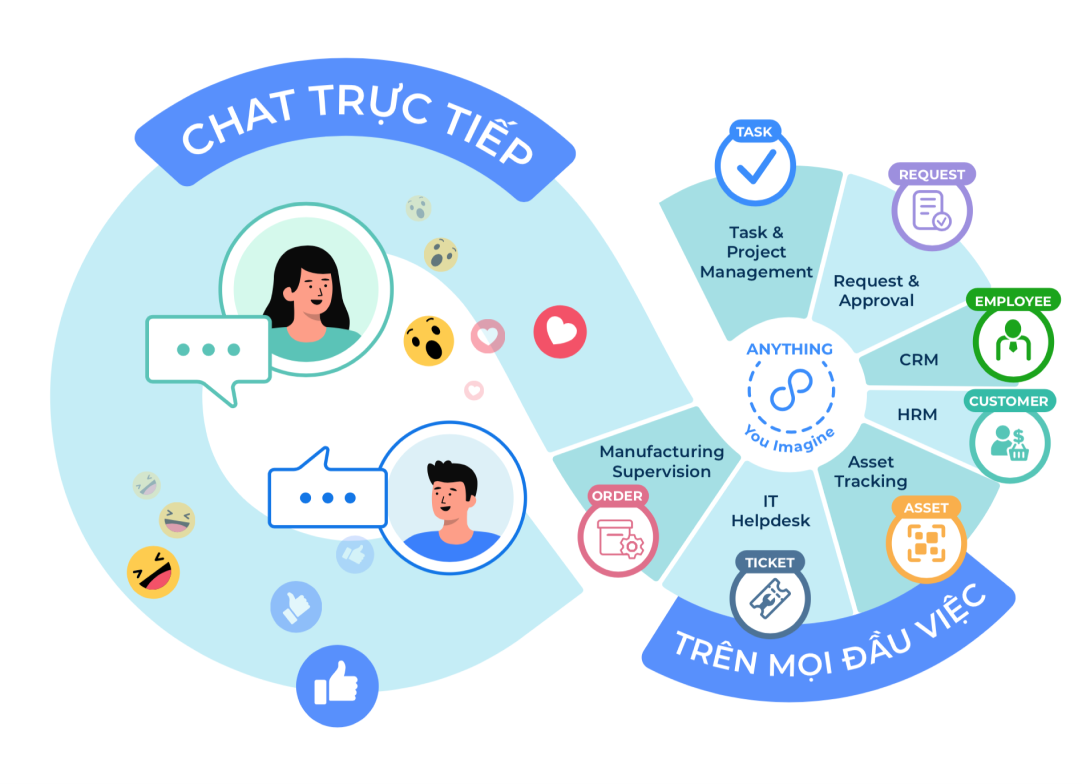 CHAT TRỰC TIẾP
TASK
Task &
Project
Management
REQUEST
Request &
Approval
EMPLOYEE
CRM
CUSTOMER
HRM
ASSET
Asset
Tracking
TICKET
IT
Helpdesk
ORDER
Manufacturing
Supervision
ANYTHING
You Imagine
TRÊN MỌI ĐẦU VIỆC